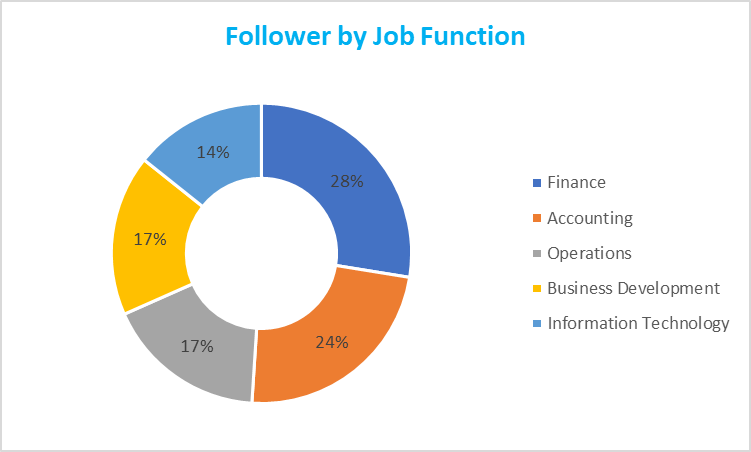 Follower by Job Function
14%
28%
17%
17%
24%
Finance
Accounting
Operations
Business Development
Information Technology